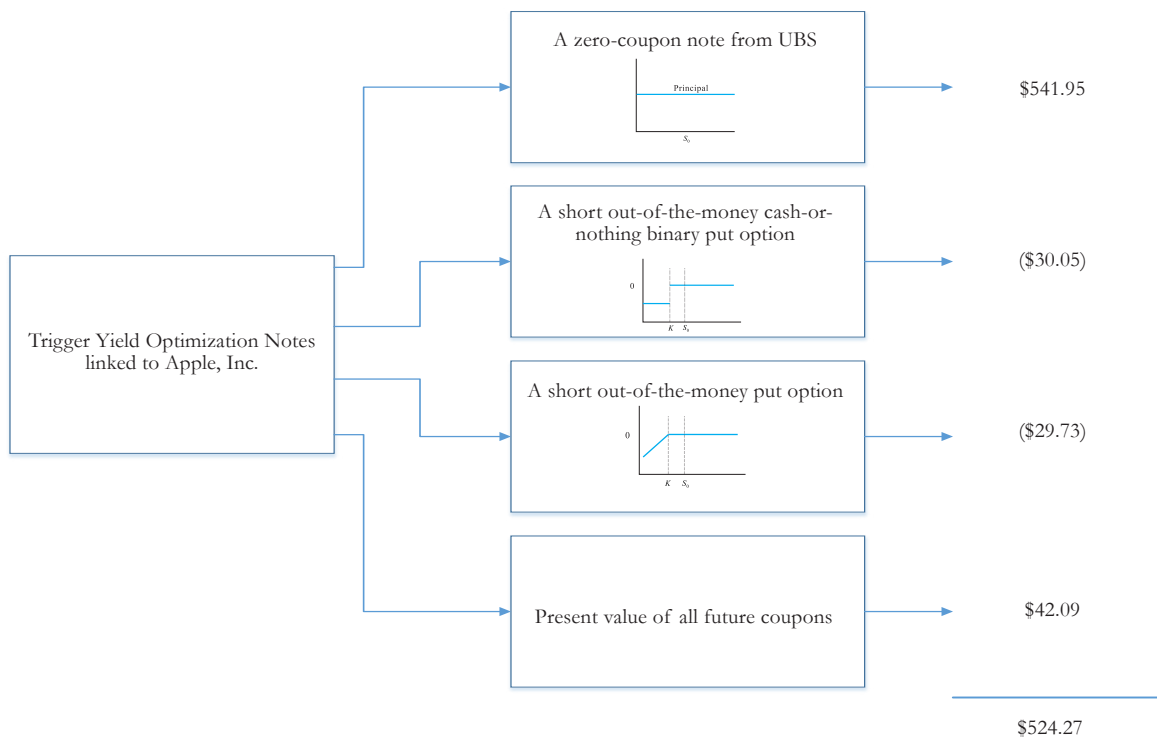 A zero-coupon note from UBS
Principal
S0
$541.95
A short out-of-the-money cash-or-
nothing binary put option
0
K S0
($30.05)
Trigger Yield Optimization Notes
linked to Apple, Inc.
A short out-of-the-money put option
0
K S0
($29.73)
Present value of all future coupons
$42.09
$524.27